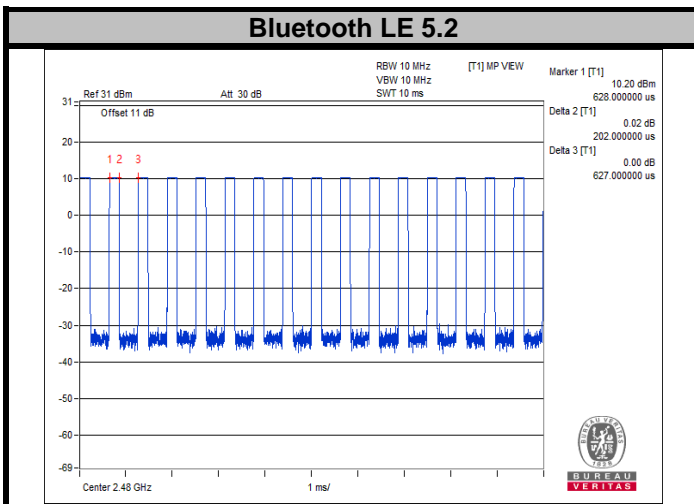 Bluetooth LE 5.2
RBW 10 MHz [T1] MP VIEW
VBW 10 MHz
Ref 31 dBm Att 30 dB SWT 10 ms
Marker 1 [T1]
10.20 dBm
628.000000 us
Delta 2 [T1]
0.02 dB
202.000000 us
Delta 3 [T1]
0.00 dB
627.000000 us
31
Offset 11 dB
20
1 2 3
10
0
-10
-20
-30
-40
-50
-60
-69
Center 2.48 GHz 1 ms/
BUREAU VERITAS
1828
BUREAU
VERITAS